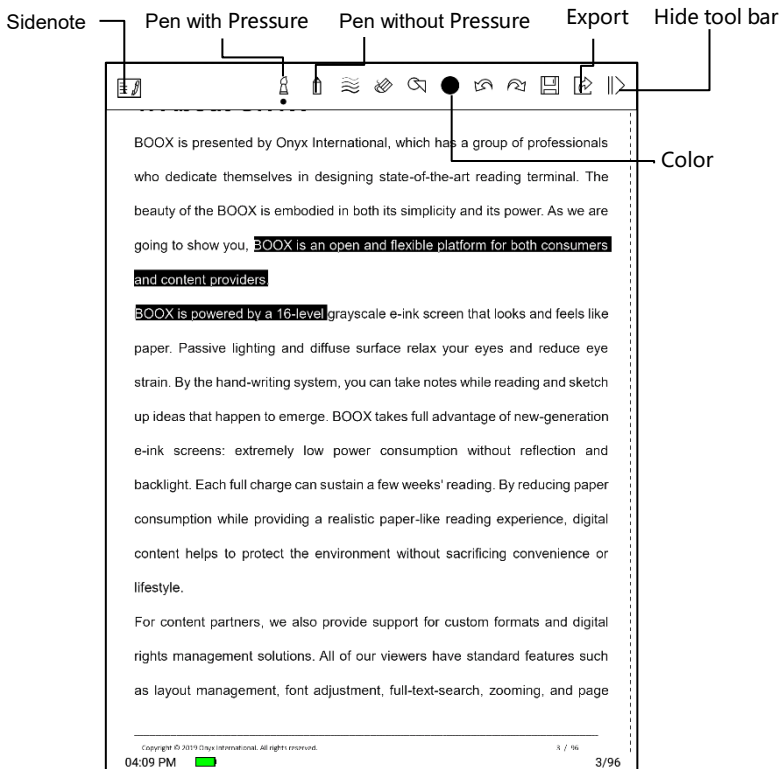 Sidenote Pen with Pressure Pen without Pressure Export Hide tool bar
Color
BOOX is presented by Onyx International, which has a group of professionals
who dedicate themselves in designing state-of-the-art reading terminal. The
beauty of the BOOX is embodied in both its simplicity and its power. As we are
going to show you, BOOX is an open and flexible platform for both consumers
and content providers.
BOOX is powered by a 16-level grayscale e-ink screen that looks and feels like
paper. Passive lighting and diffuse surface relax your eyes and reduce eye
strain. By the hand-writing system, you can take notes while reading and sketch
up ideas that happen to emerge. BOOX takes full advantage of new-generation
e-ink screens: extremely low power consumption without reflection and
backlight. Each full charge can sustain a few weeks' reading. By reducing paper
consumption while providing a realistic paper-like reading experience, digital
content helps to protect the environment without sacrificing convenience or
lifestyle.
For content partners, we also provide support for custom formats and digital
rights management solutions. All of our viewers have standard features such
as layout management, font adjustment, full-text-search, zooming, and page
Copyright © 2019 Onyx International. All rights reserved. 3 / 96
04:09 PM 3/96